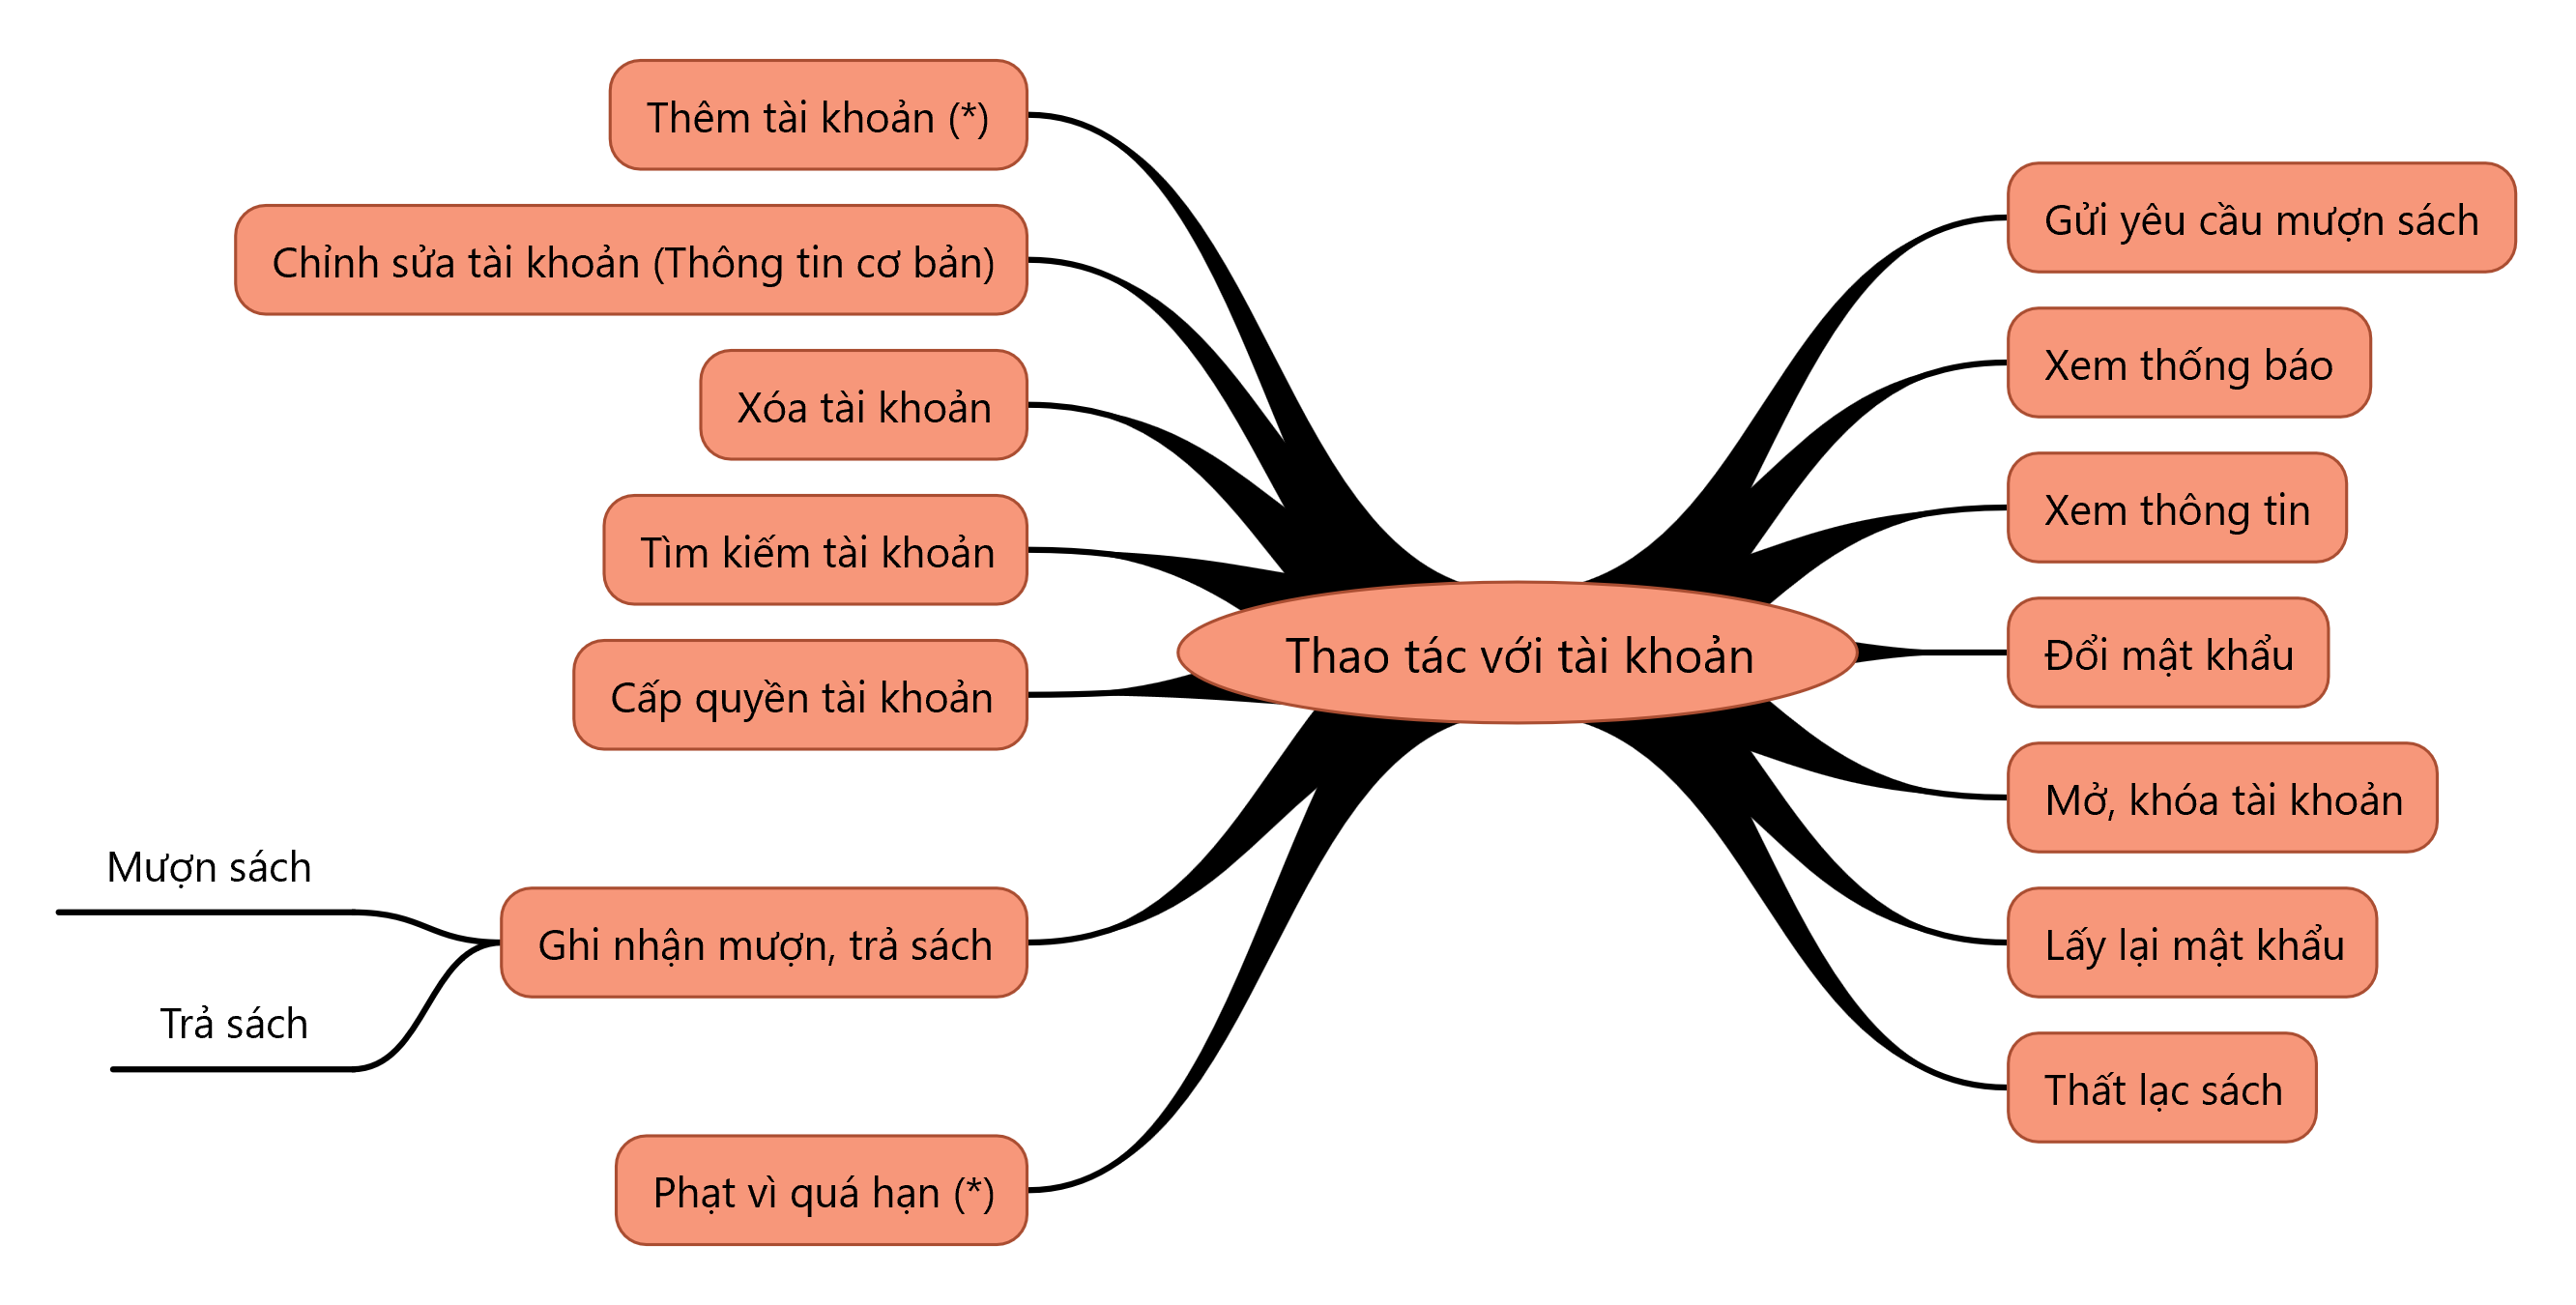 Thêm tài khoản (*)
Chỉnh sửa tài khoản (Thông tin cơ bản)
Xóa tài khoản
Tìm kiếm tài khoản
Cấp quyền tài khoản
Ghi nhận mượn, trả sách
Mượn sách
Trả sách
Phạt vì quá hạn (*)
Thao tác với tài khoản
Gửi yêu cầu mượn sách
Xem thống báo
Xem thông tin
Đổi mật khẩu
Mở, khóa tài khoản
Lấy lại mật khẩu
Thất lạc sách